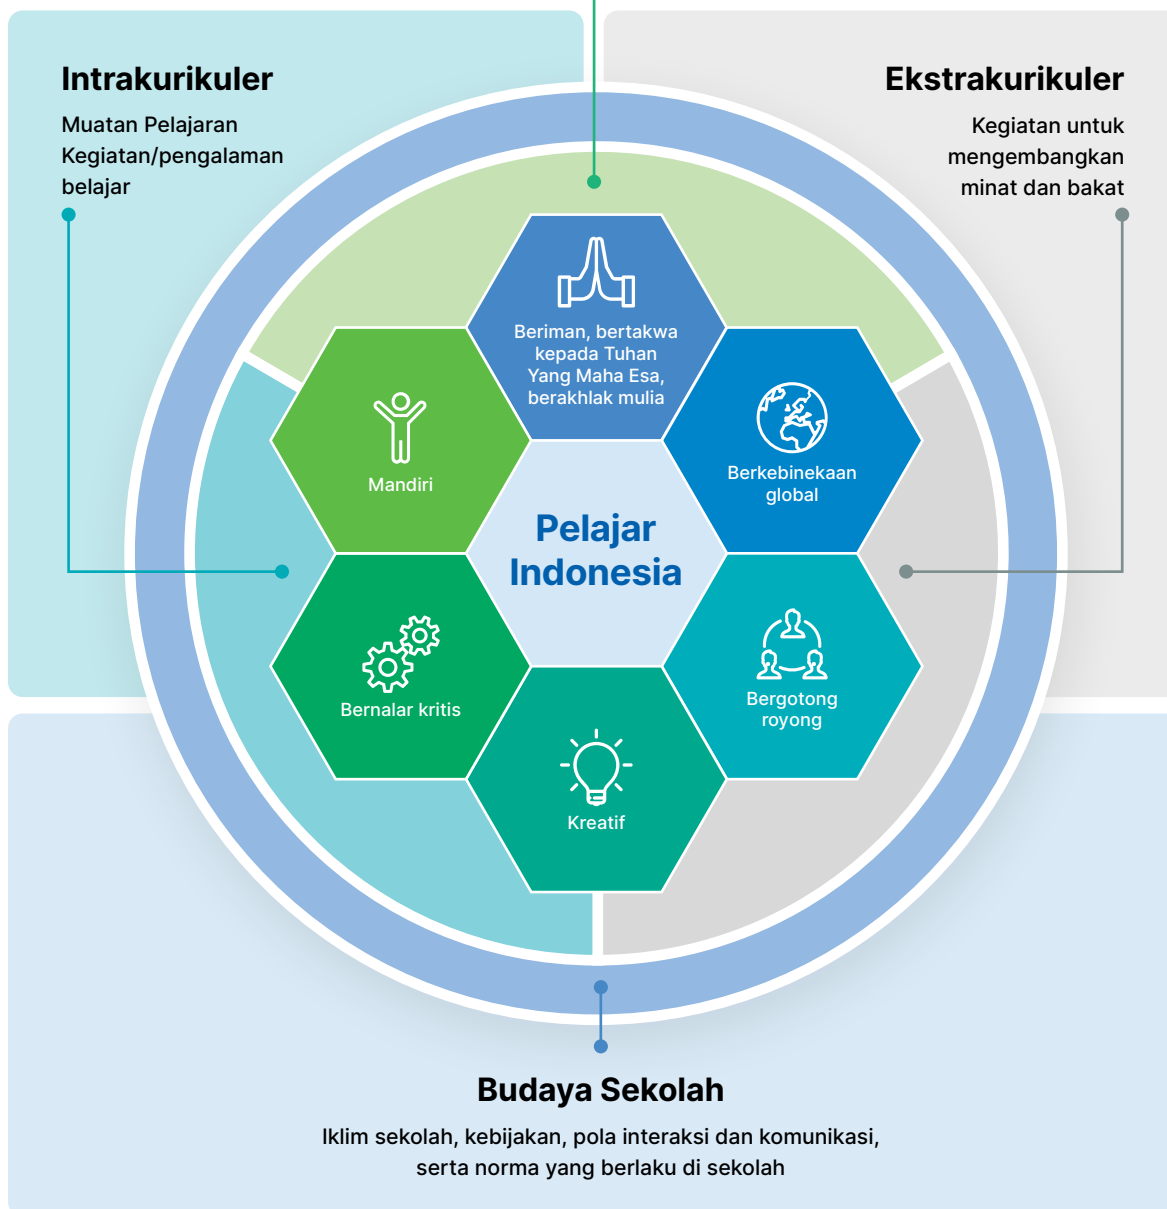 Intrakurikuler
Muatan Pelajaran
Kegiatan/pengalaman
belajar
Ekstrakurikuler
Kegiatan untuk
mengembangkan
minat dan bakat
Beriman, bertakwa
kepada Tuhan
Yang Maha Esa,
berakhlak mulia
Mandiri
Berkebinekaan
global
Pelajar
Indonesia
Bernalar kritis
Bergotong
royong
Kreatif
Budaya Sekolah
Iklim sekolah, kebijakan, pola interaksi dan komunikasi,
serta norma yang berlaku di sekolah